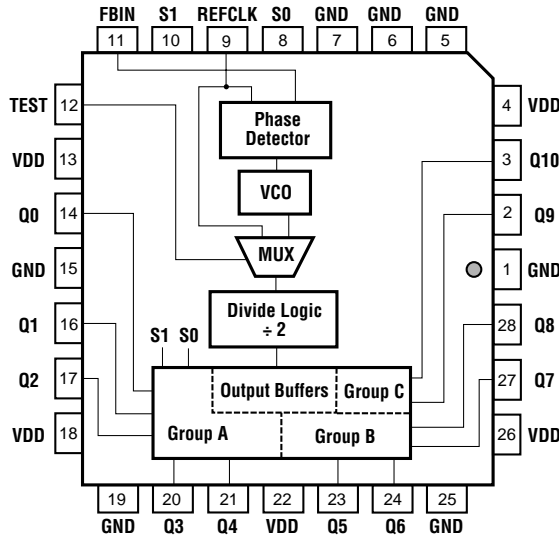 FBIN S1 REFCLK S0 GND GND GND
11 10 9 8 7 6 5
TEST 12
4 VDD
Phase
Detector
VDD 13
3 Q10
VCO
Q0 14
2 Q9
MUX
GND 15
1 GND
Divide Logic
÷ 2
Q1 16
28 Q8
S1 S0
Q2 17
27 Q7
Output Buffers Group C
VDD 18
Group A Group B
26 VDD
19 20 21 22 23 24 25
GND Q3 Q4 VDD Q5 Q6 GND